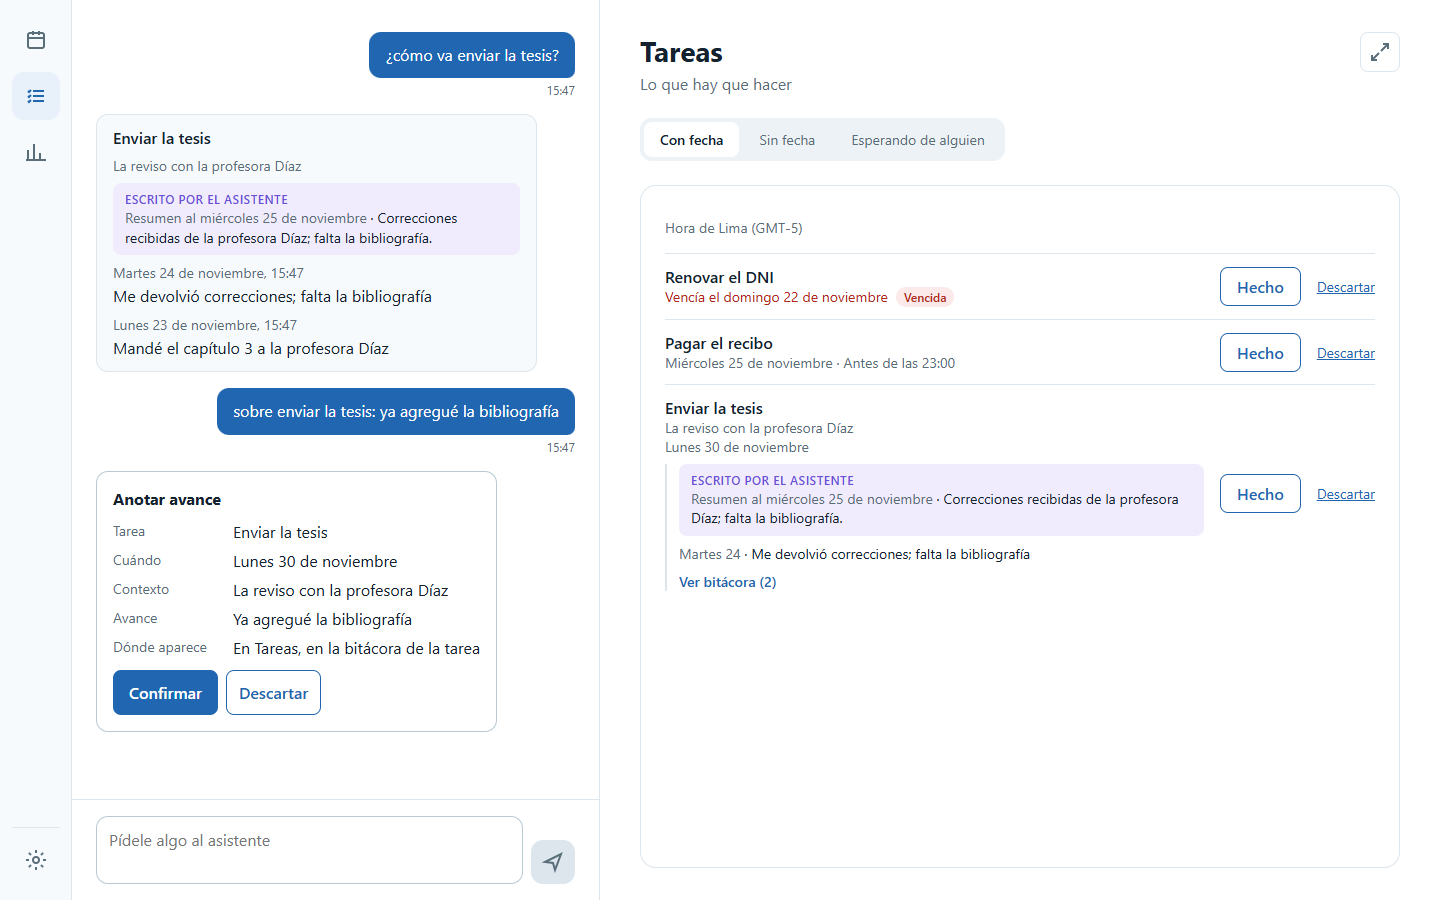 ¿cómo va enviar la tesis?
15:47
Enviar la tesis
La reviso con la profesora Díaz
ESCRITO POR EL ASISTENTE
Resumen al miércoles 25 de noviembre · Correcciones
recibidas de la profesora Díaz; falta la bibliografía.
Martes 24 de noviembre, 15:47
Me devolvió correcciones; falta la bibliografía
Lunes 23 de noviembre, 15:47
Mandé el capítulo 3 a la profesora Díaz
sobre enviar la tesis: ya agregué la bibliografía
15:47
Anotar avance
Tarea Enviar la tesis
Cuándo Lunes 30 de noviembre
Contexto La reviso con la profesora Díaz
Avance Ya agregué la bibliografía
Dónde aparece En Tareas, en la bitácora de la tarea
Confirmar Descartar
Pídele algo al asistente
Tareas
Lo que hay que hacer
Con fecha Sin fecha Esperando de alguien
Hora de Lima (GMT-5)
Renovar el DNI
Vencía el domingo 22 de noviembre Vencida
Hecho Descartar
Pagar el recibo
Miércoles 25 de noviembre · Antes de las 23:00
Hecho Descartar
Enviar la tesis
La reviso con la profesora Díaz
Lunes 30 de noviembre
ESCRITO POR EL ASISTENTE
Resumen al miércoles 25 de noviembre · Correcciones recibidas de la profesora
Díaz; falta la bibliografía.
Hecho Descartar
Martes 24 · Me devolvió correcciones; falta la bibliografía
Ver bitácora (2)